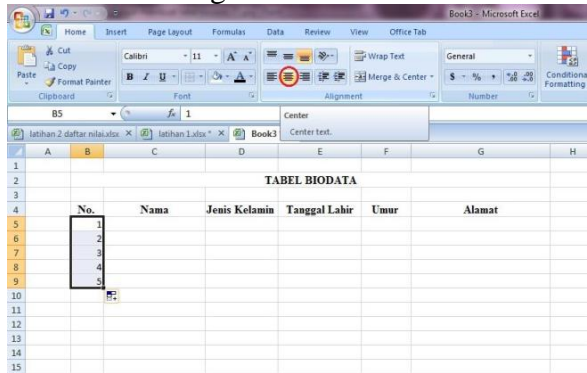 Book3 - Microsoft Excel
Home Insert Page Layout Formulas Data Review View Office Tab
Cut
Copy
Format Painter
Paste
Clipboard
Calibri 11 A A
B I U A
Font
Wrap Text
Merge & Center
Alignment
General
$ % , .0 .00 .00 .0
Number
Conditional
Formatting
B5 fx 1
Center
Center text.
latihan 2 daftar nilai.xlsx latihan 1.xlsx * Book3
A B C D E F G H
1
2 TABEL BIODATA
3
4 No. Nama Jenis Kelamin Tanggal Lahir Umur Alamat
5 1
6 2
7 3
8 4
9 5
10
11
12
13
14
15